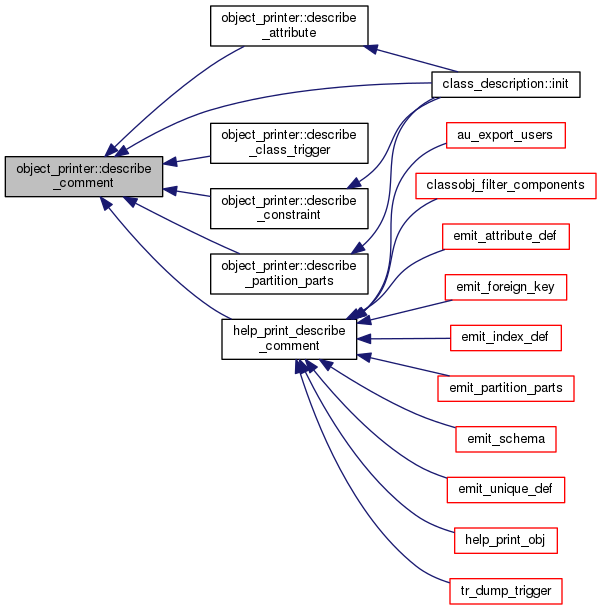 object_printer::describe
_attribute
class_description::init
object_printer::describe
_class_trigger
au_export_users
object_printer::describe
_comment
classobj_filter_components
object_printer::describe
_constraint
emit_attribute_def
object_printer::describe
_partition_parts
emit_foreign_key
help_print_describe
_comment
emit_index_def
emit_partition_parts
emit_schema
emit_unique_def
help_print_obj
tr_dump_trigger